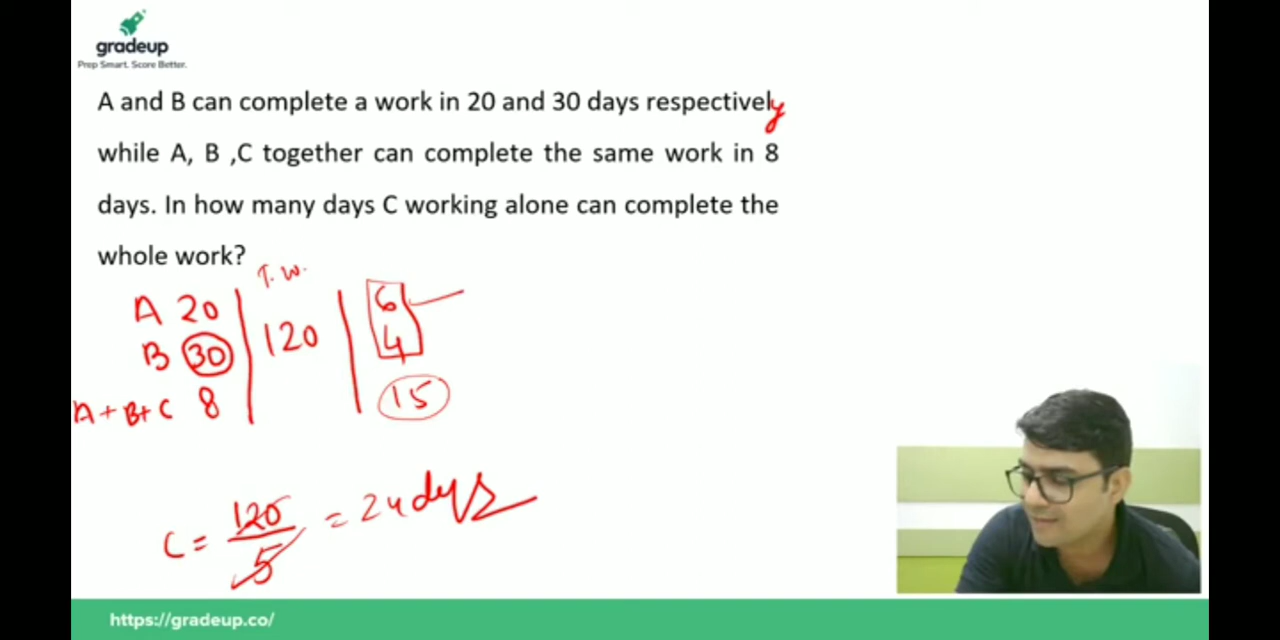 gradeup
Prep Smart. Score Better.
A and B can complete a work in 20 and 30 days respectively
while A, B ,C together can complete the same work in 8
days. In how many days C working alone can complete the
whole work?
T. W.
A 20 | 120 | 6
B 30 4
A + B + C 8 15
C = 120/5 = 24 days
https://gradeup.co/